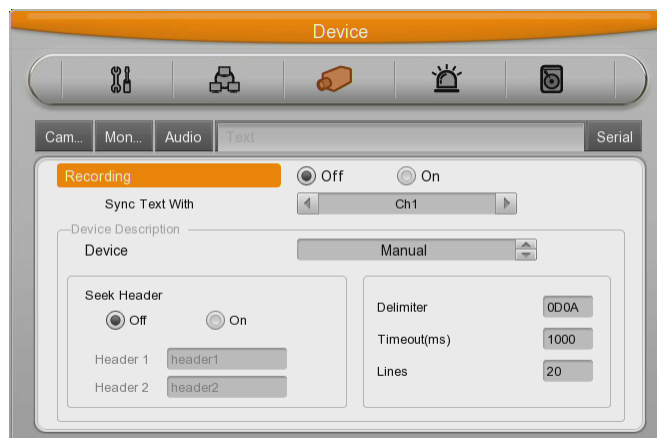 Device
Cam... Mon... Audio Text Serial
Recording Off On
Sync Text With Ch1
Device Description
Device Manual
Seek Header
Off On
Header 1 header1
Header 2 header2
Delimiter 0D0A
Timeout(ms) 1000
Lines 20